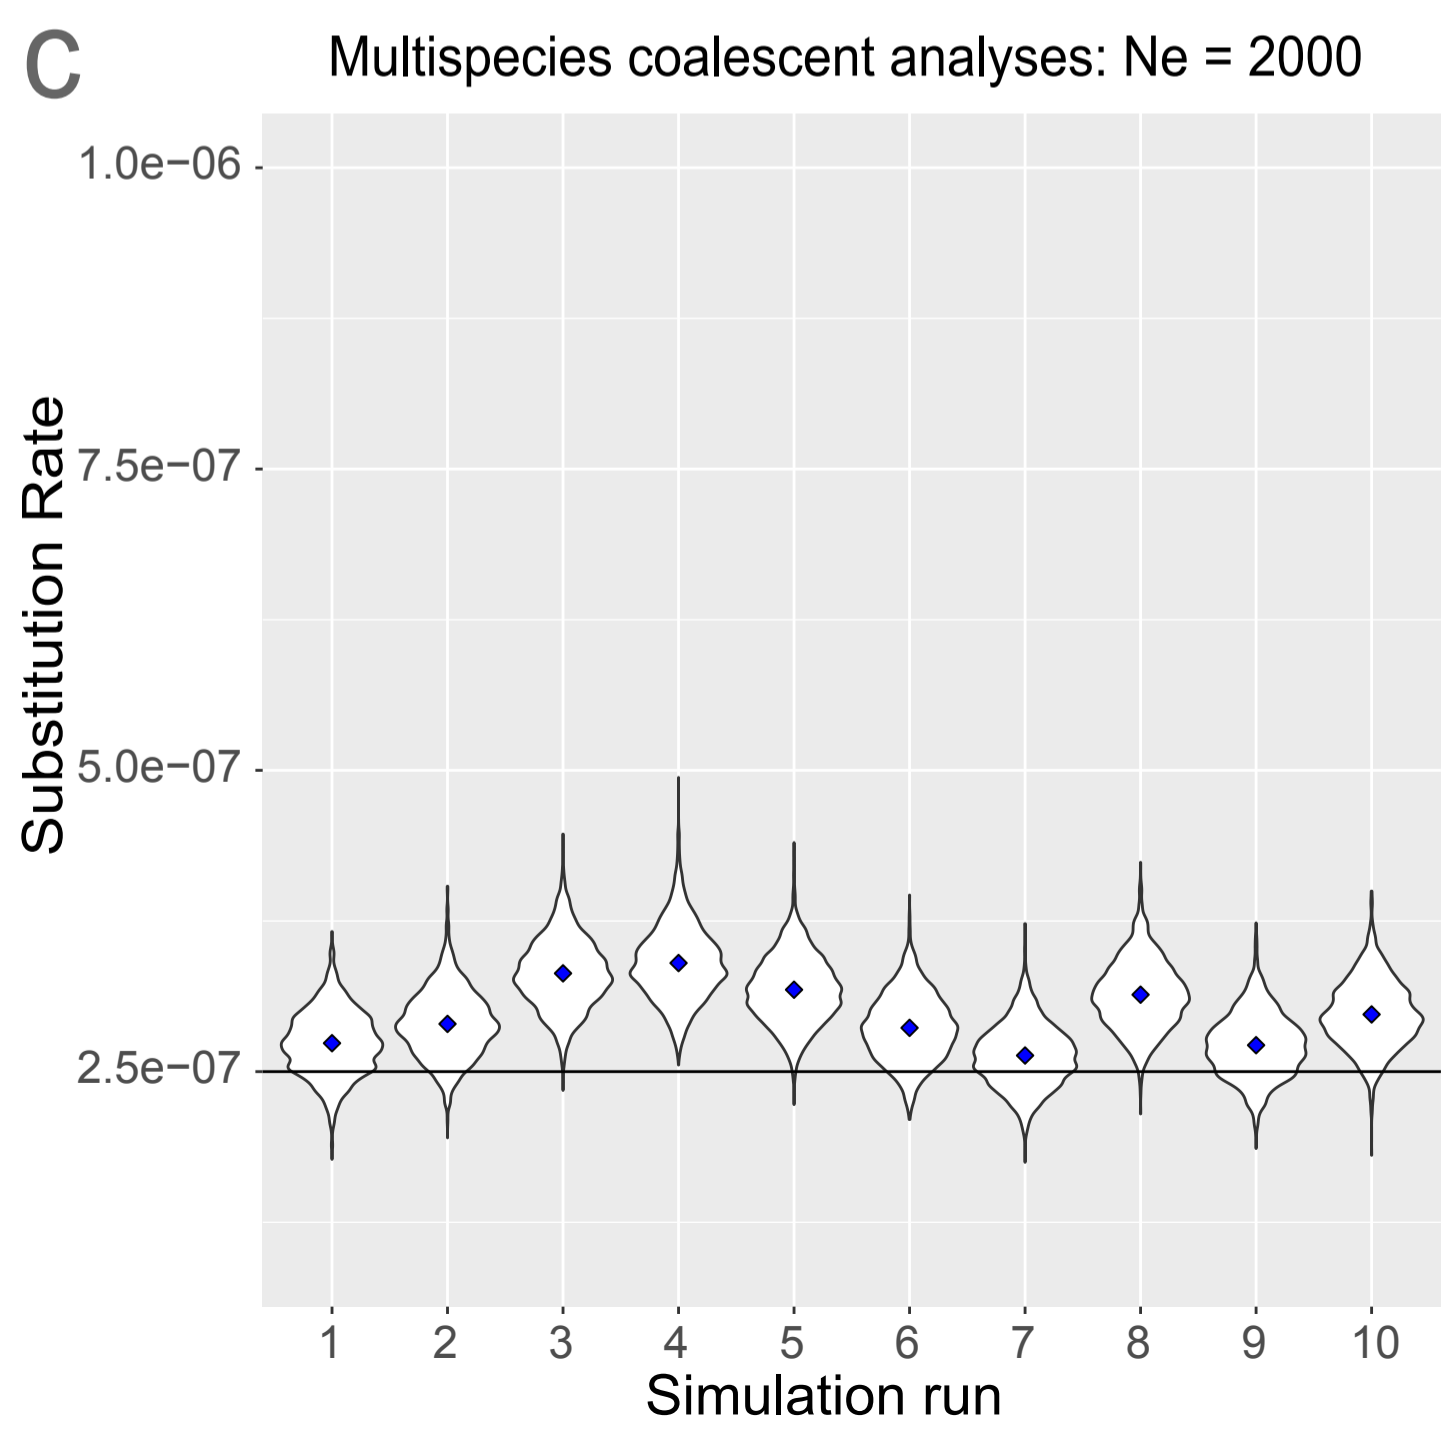 C
Multispecies coalescent analyses: Ne = 2000
1.0e−06
7.5e−07
5.0e−07
2.5e−07
Substitution Rate
1 2 3 4 5 6 7 8 9 10
Simulation run